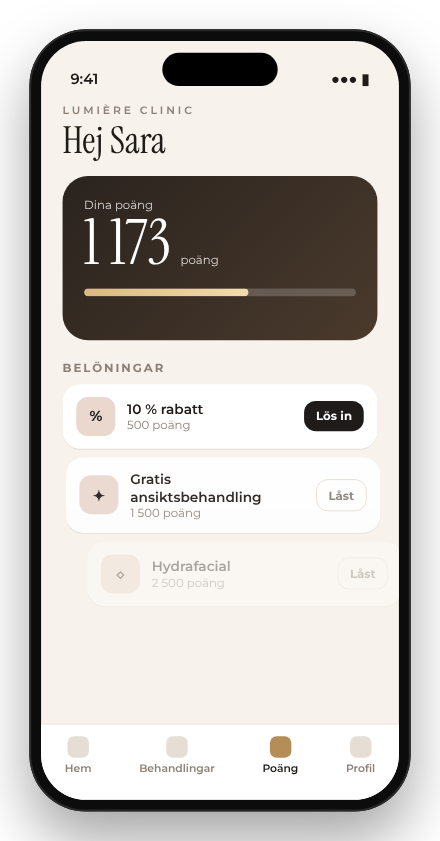 9:41
LUMIÈRE CLINIC
Hej Sara
Dina poäng
1 173 poäng
BELÖNINGAR
%
10 % rabatt
500 poäng
Lös in
Gratis
ansiktsbehandling
1 500 poäng
Låst
Hydrafacial
2 500 poäng
Låst
Hem
Behandlingar
Poäng
Profil